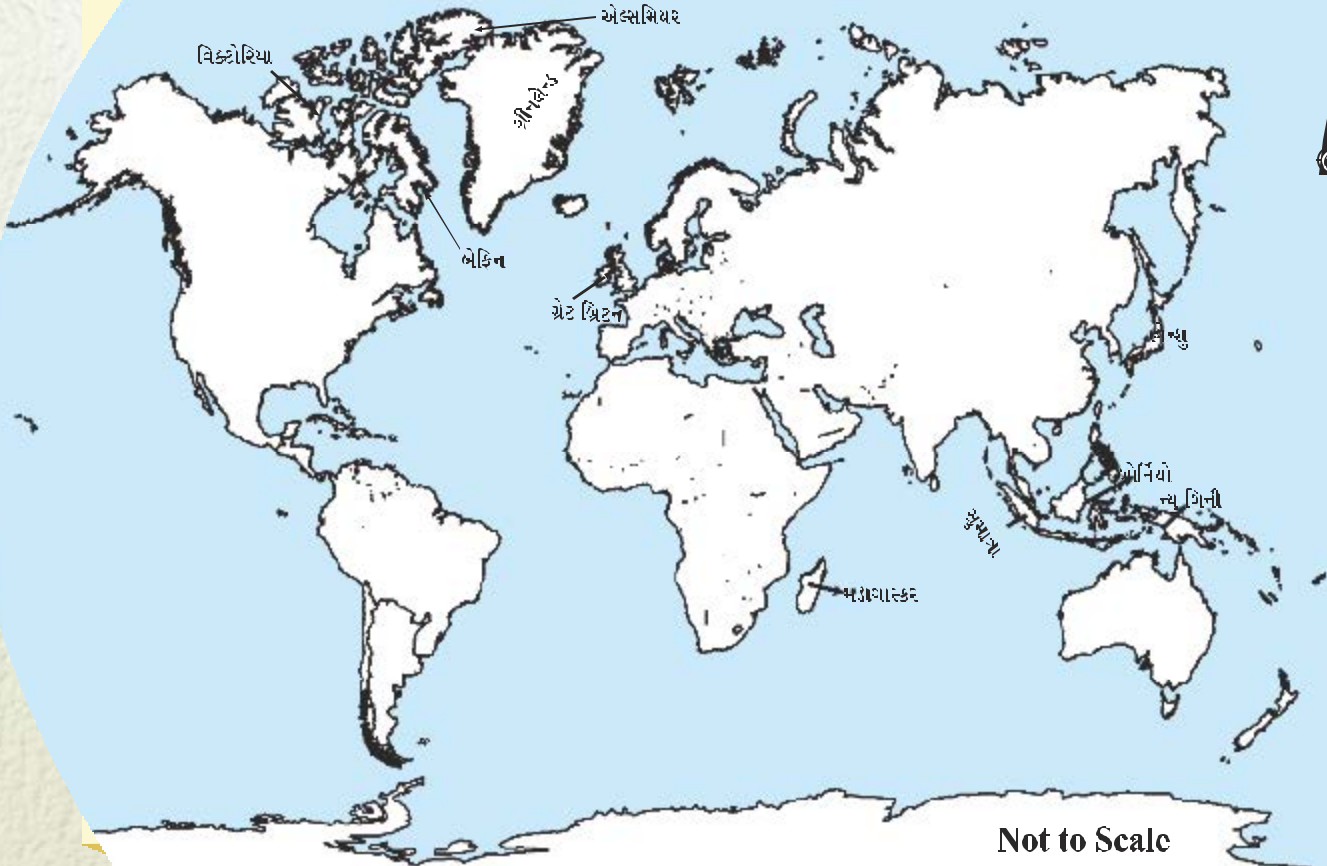 એલ્સમિયર
વિક્ટોરિયા
ગ્રીનલેન્ડ
બેફિન
ગ્રેટ બ્રિટન
ન્યુ ગિની
સુમાત્રા
મડાગાસ્કર
Not to Scale